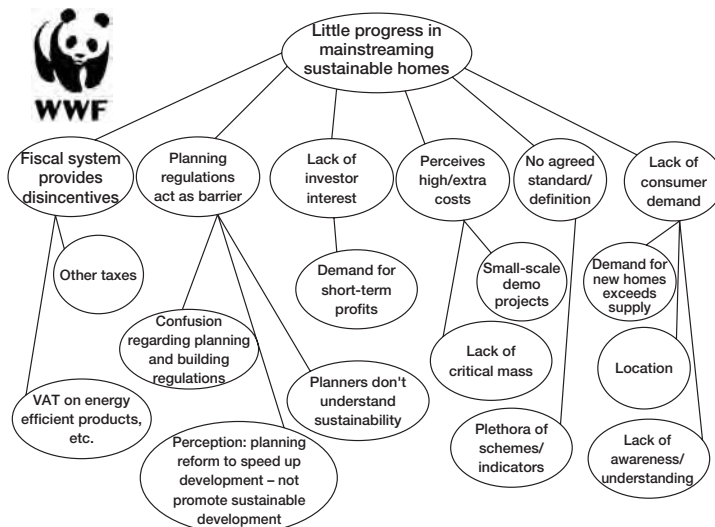 Little progress in
mainstreaming
sustainable homes
WWF
Fiscal system
provides
disincentives
Planning
regulations
act as barrier
Lack of
investor
interest
Perceives
high/extra
costs
No agreed
standard/
definition
Lack of
consumer
demand
Other taxes
Demand for
short-term
profits
Small-scale
demo
projects
Demand for
new homes
exceeds
supply
Confusion
regarding planning
and building
regulations
Lack of
critical mass
Location
VAT on energy
efficient products,
etc.
Planners don't
understand
sustainability
Perception: planning
reform to speed up
development – not
promote sustainable
development
Plethora of
schemes/
indicators
Lack of
awareness/
understanding